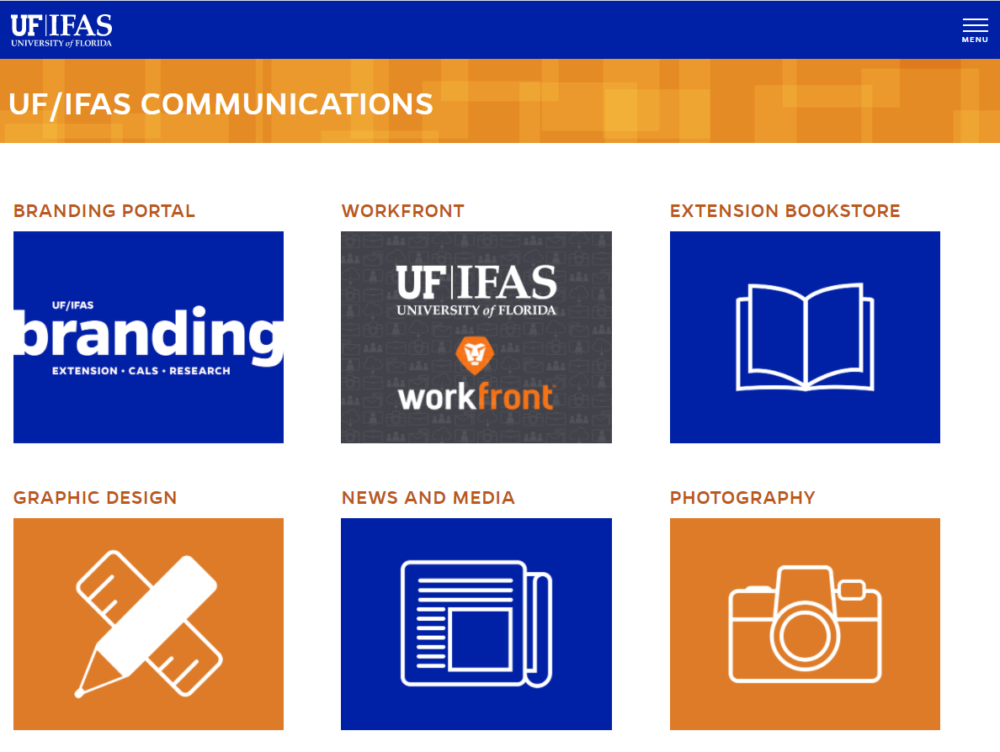 UF|IFAS
UNIVERSITY of FLORIDA
MENU
UF/IFAS COMMUNICATIONS
BRANDING PORTAL
WORKFRONT
EXTENSION BOOKSTORE
UF/IFAS
branding
EXTENSION • CALS • RESEARCH
UF|IFAS
UNIVERSITY of FLORIDA
workfront
GRAPHIC DESIGN
NEWS AND MEDIA
PHOTOGRAPHY